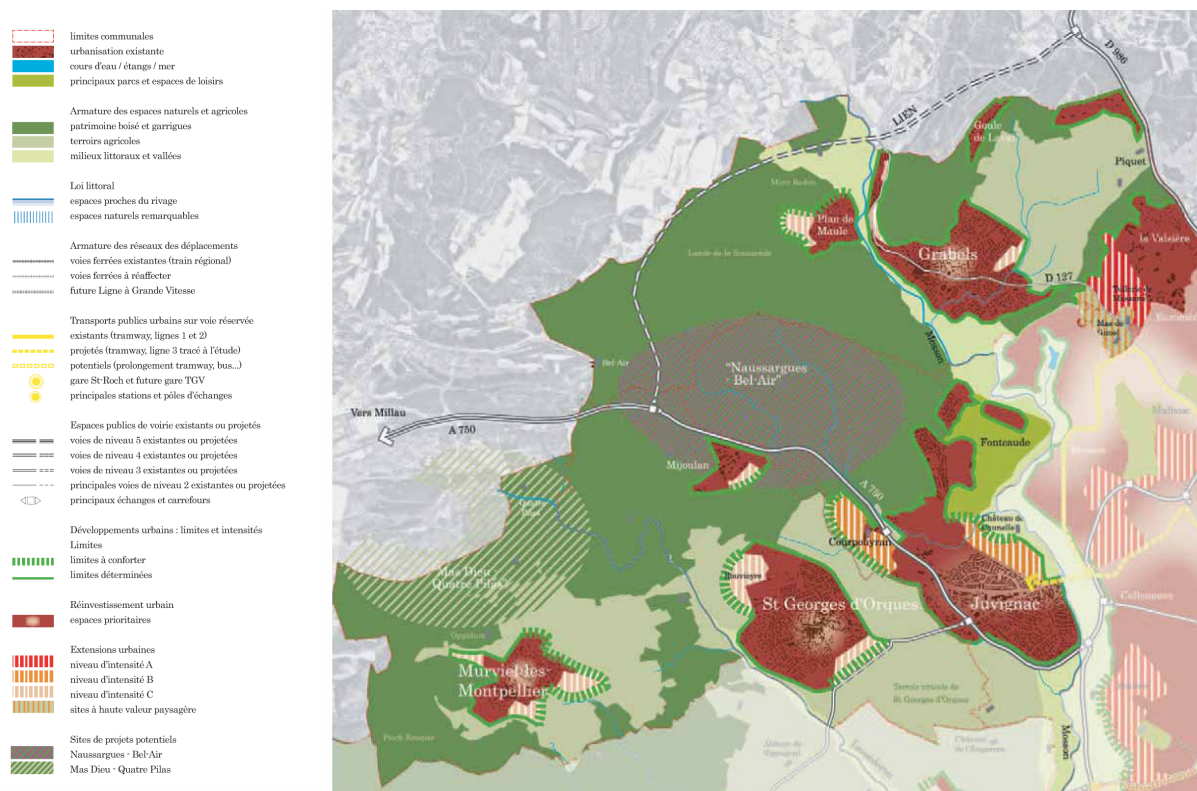 limites communales
urbanisation existante
cours d'eau / étangs / mer
principaux parcs et espaces de loisirs
Armature des espaces naturels et agricoles
patrimoine boisé et garrigues
terroirs agricoles
milieux littoraux et vallées
Loi littoral
espaces proches du rivage
espaces naturels remarquables
Armature des réseaux des déplacements
voies ferrées existantes (train régional)
voies ferrées à réaffecter
future Ligne à Grande Vitesse
Transports publics urbains sur voie réservée
existants (tramway, lignes 1 et 2)
projetés (tramway, ligne 3 tracé à l'étude)
potentiels (prolongement tramway, bus...)
gare St-Roch et future gare TGV
principales stations et pôles d'échanges
Espaces publics de voirie existants ou projetés
voies de niveau 5 existantes ou projetées
voies de niveau 4 existantes ou projetées
voies de niveau 3 existantes ou projetées
principales voies de niveau 2 existantes ou projetées
principaux échanges et carrefours
Développements urbains : limites et intensités
Limites
limites à conforter
limites déterminées
Réinvestissement urbain
espaces prioritaires
Extensions urbaines
niveau d'intensité A
niveau d'intensité B
niveau d'intensité C
sites à haute valeur paysagère
Sites de projets potentiels
Naussargues - Bel-Air
Mas Dieu - Quatre Pilas
D 986
LIEN
Goule
de Laval
Piquet
Plan de
Maule
Grabels
la Valsière
D 127
Mosson
Bel-Air
"Naussargues
- Bel-Air"
Vers Millau
A 750
Mijoulan
Fontcaude
A 750
Château de
Courpouyran
St Georges d'Orques
Juvignac
Mas Dieu
Quatre Pilas
Murviel-lès-
Montpellier
Terroir viticole de
St Georges d'Orques
Mosson
Château